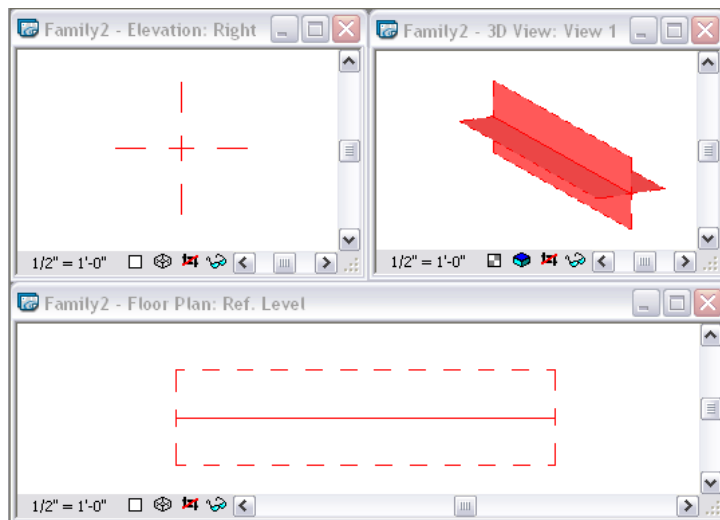 Family2 - Elevation: Right
Family2 - 3D View: View 1
1/2" = 1'-0"
1/2" = 1'-0"
Family2 - Floor Plan: Ref. Level
1/2" = 1'-0"